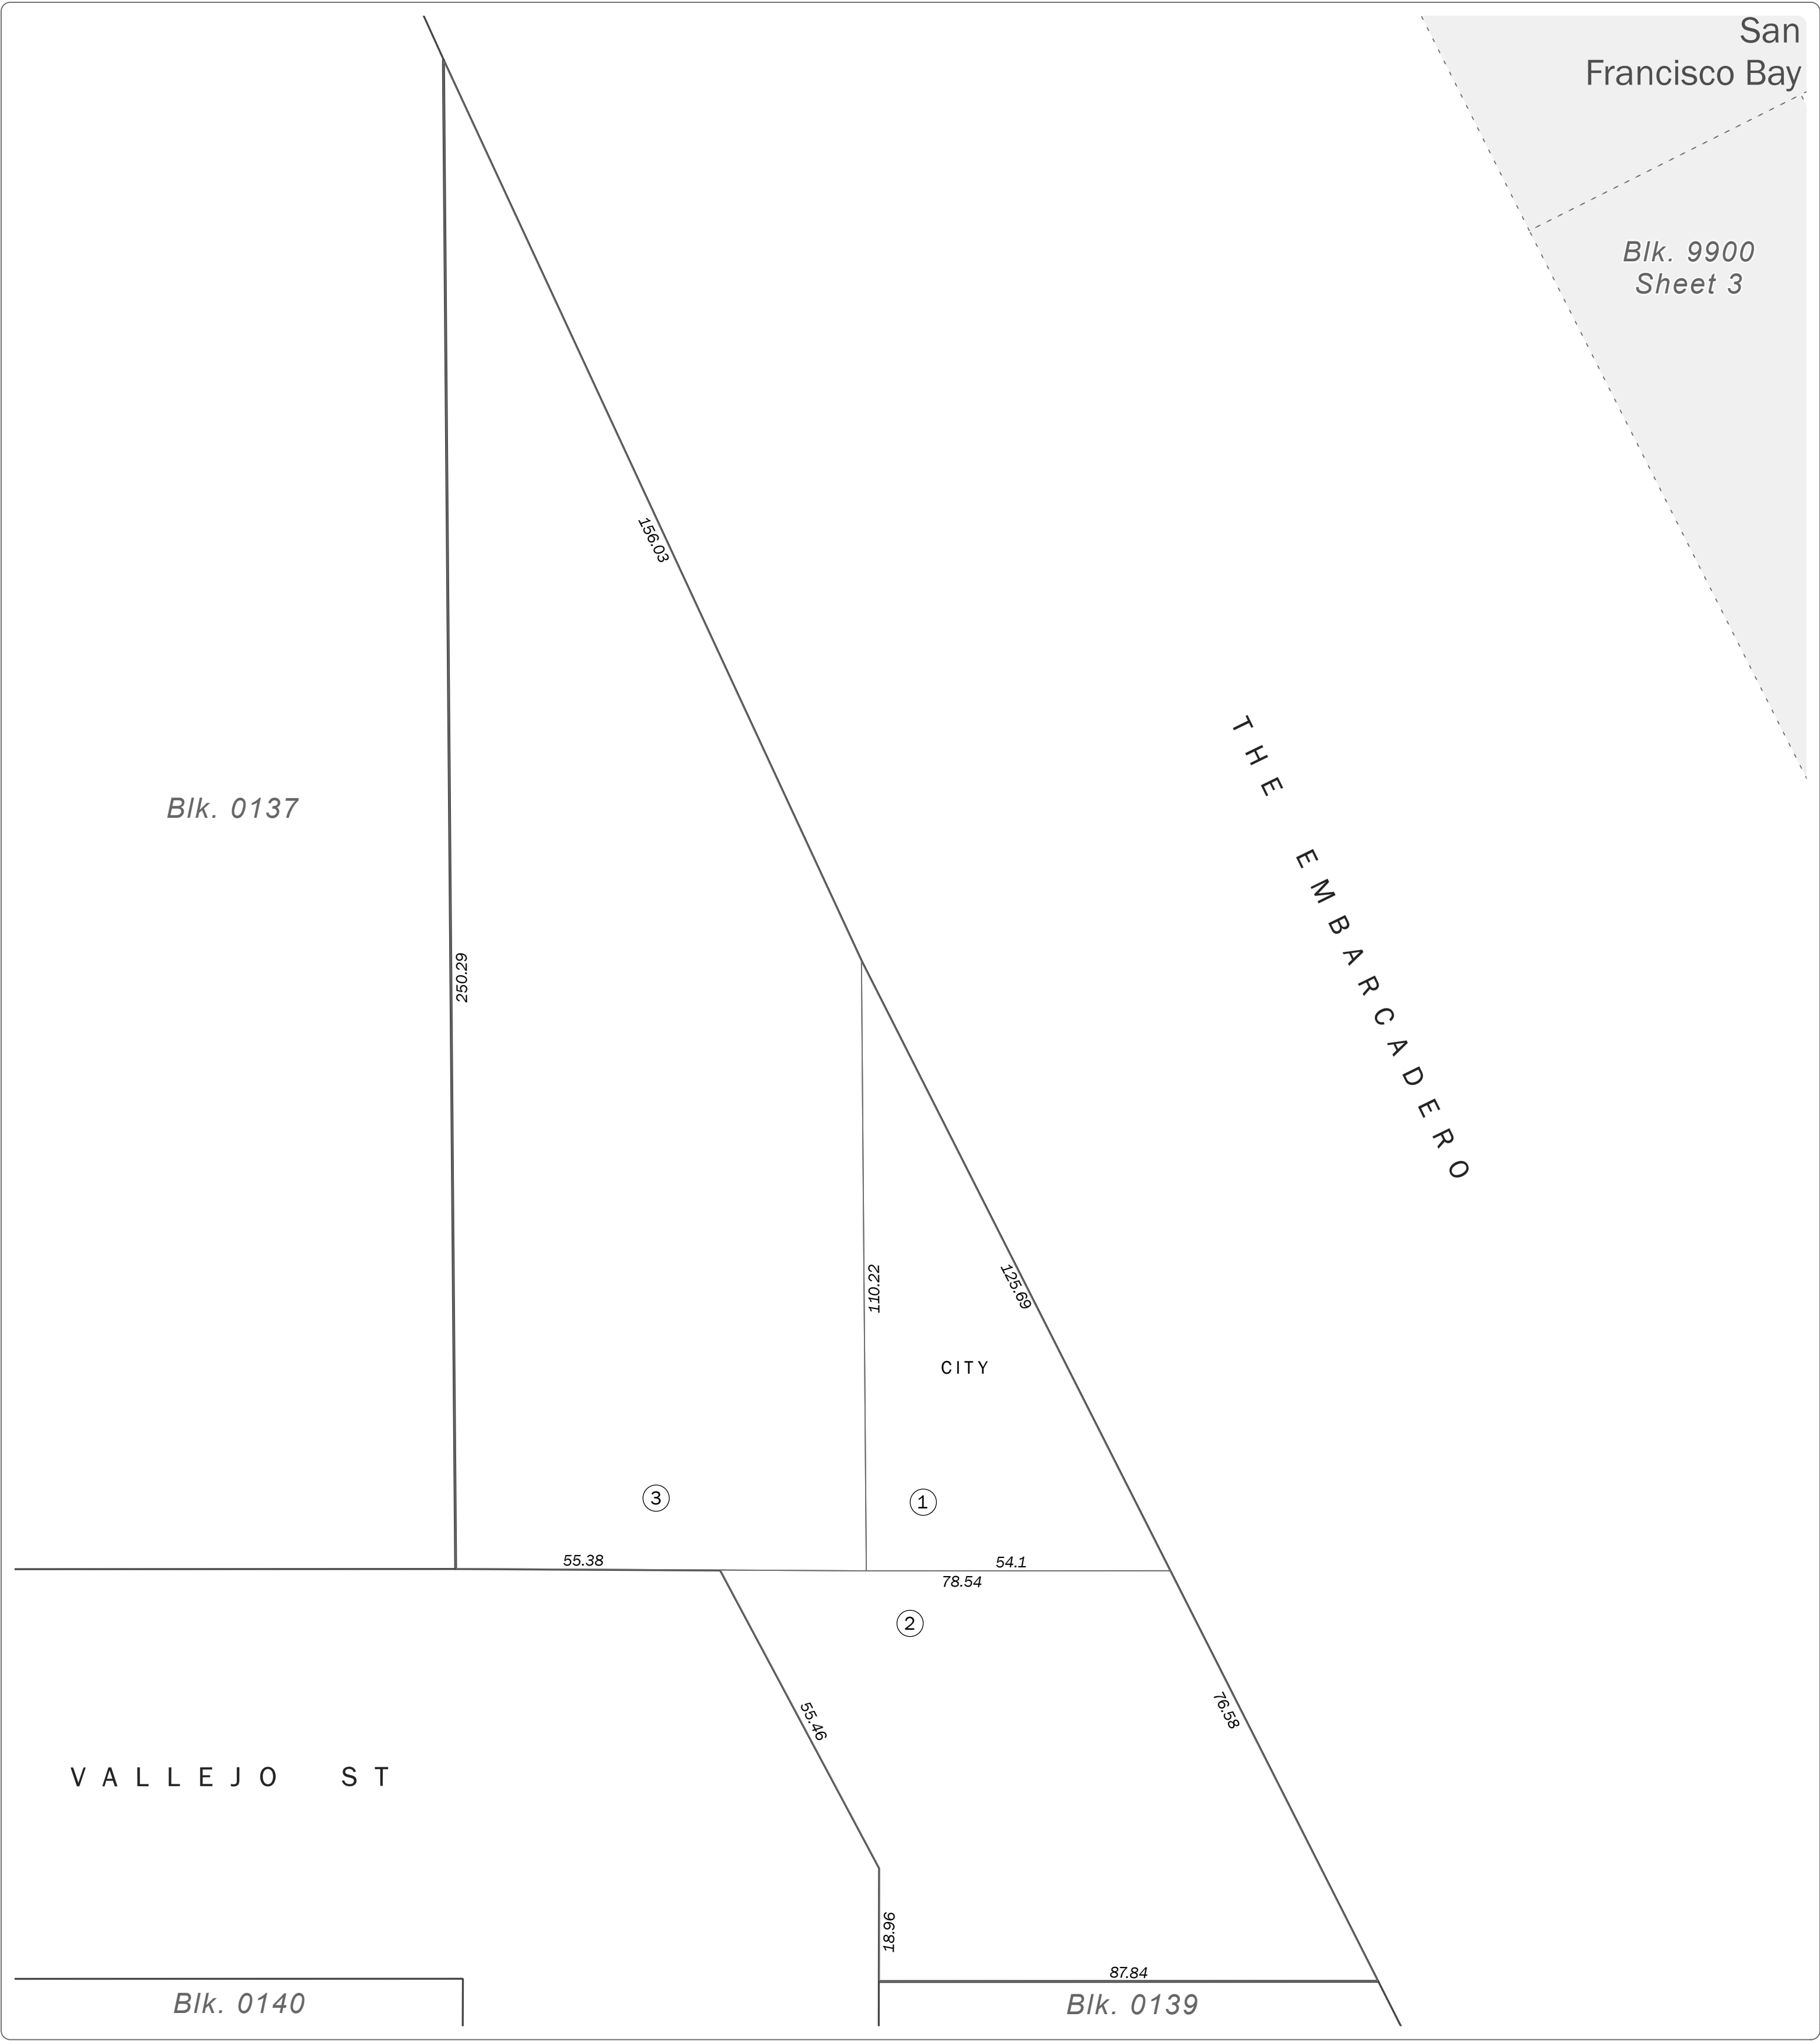 San
Francisco Bay
Blk. 9900
Sheet 3
156.03
THE EMBARCADERO
Blk. 0137
250.29
110.22
125.69
CITY
3
1
55.38
54.1
78.54
2
55.46
76.58
VALLEJO ST
18.96
87.84
Blk. 0140
Blk. 0139